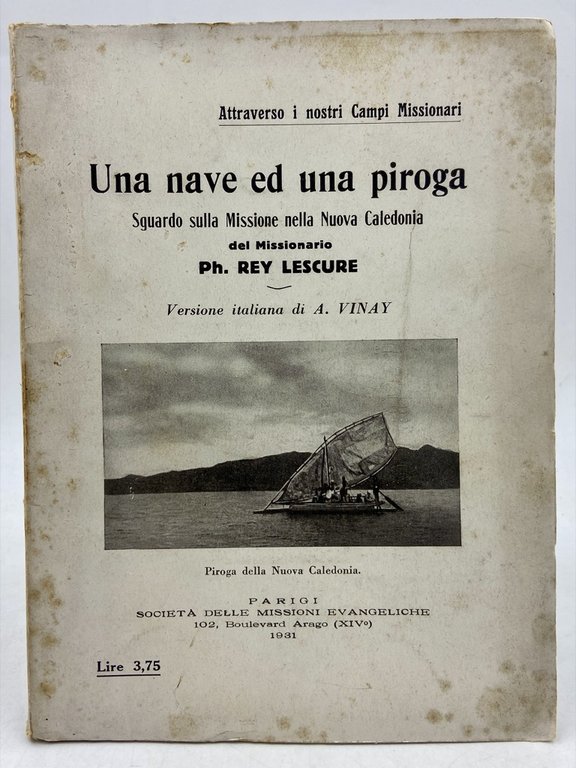 Attraverso i nostri Campi Missionari
Una nave ed una piroga
Sguardo sulla Missione nella Nuova Caledonia
del Missionario
Ph. REY LESCURE
Versione italiana di A. VINAY
Piroga della Nuova Caledonia.
PARIGI
SOCIETÀ DELLE MISSIONI EVANGELICHE
102, Boulevard Arago (XIVº)
1931
Lire 3,75